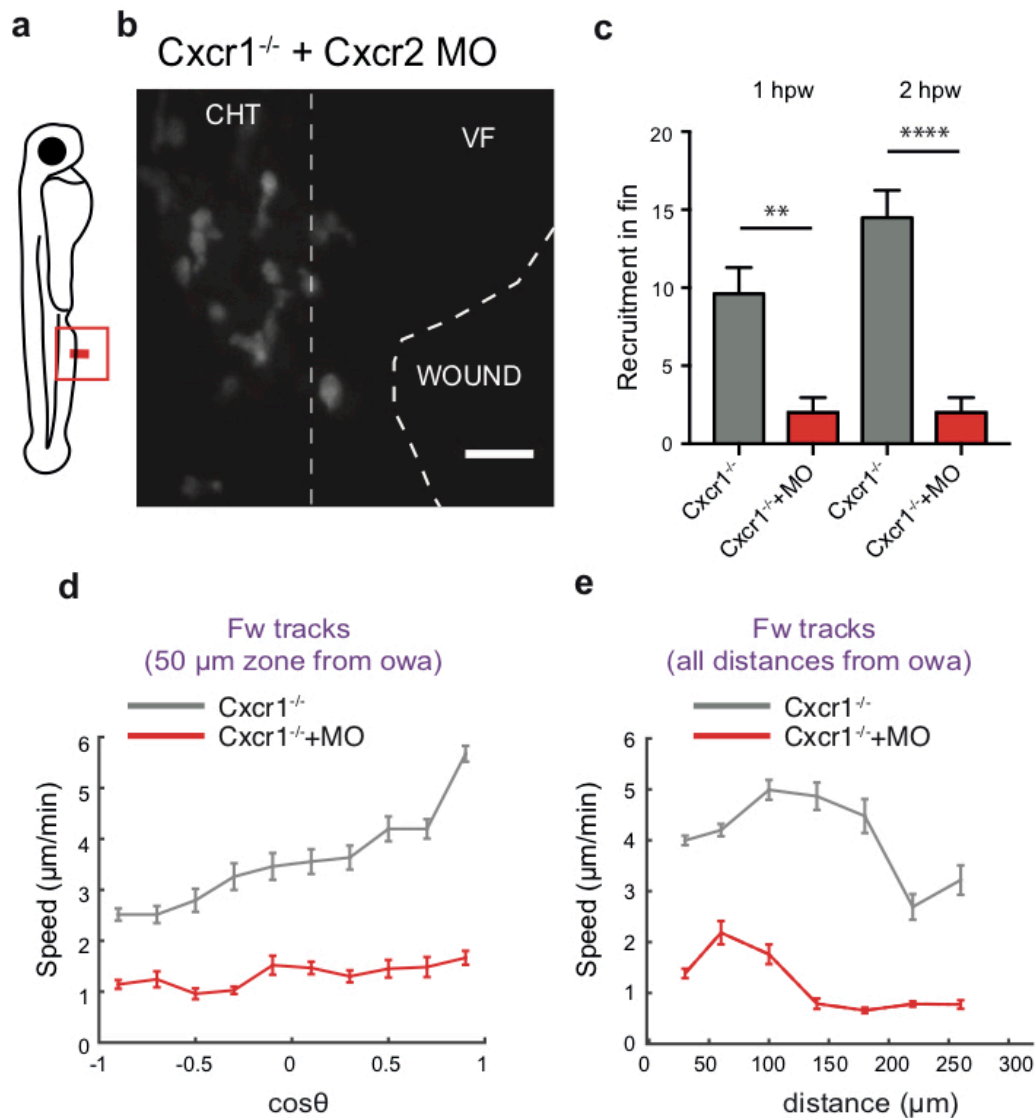 a
b
Cxcr1-/- + Cxcr2 MO
CHT
VF
WOUND
c
1 hpw
2 hpw
**
****
Recruitment in fin
20
15
10
5
0
Cxcr1-/-
Cxcr1-/-+MO
Cxcr1-/-
Cxcr1-/-+MO
d
Fw tracks
(50 µm zone from owa)
Cxcr1-/-
Cxcr1-/-+MO
Speed (µm/min)
6
5
4
3
2
1
0
-1
-0.5
0
0.5
1
cosθ
e
Fw tracks
(all distances from owa)
Cxcr1-/-
Cxcr1-/-+MO
Speed (µm/min)
6
5
4
3
2
1
0
0
50
100
150
200
250
300
distance (µm)